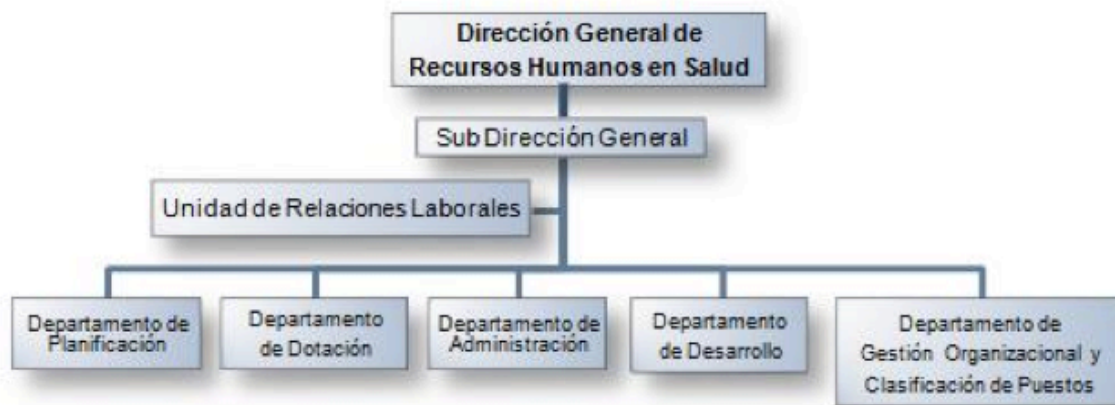 Dirección General de
Recursos Humanos en Salud
Sub Dirección General
Unidad de Relaciones Laborales
Departamento de
Planificación
Departamento
de Dotación
Departamento de
Administración
Departamento
de Desarrollo
Departamento de
Gestión Organizacional y
Clasificación de Puestos